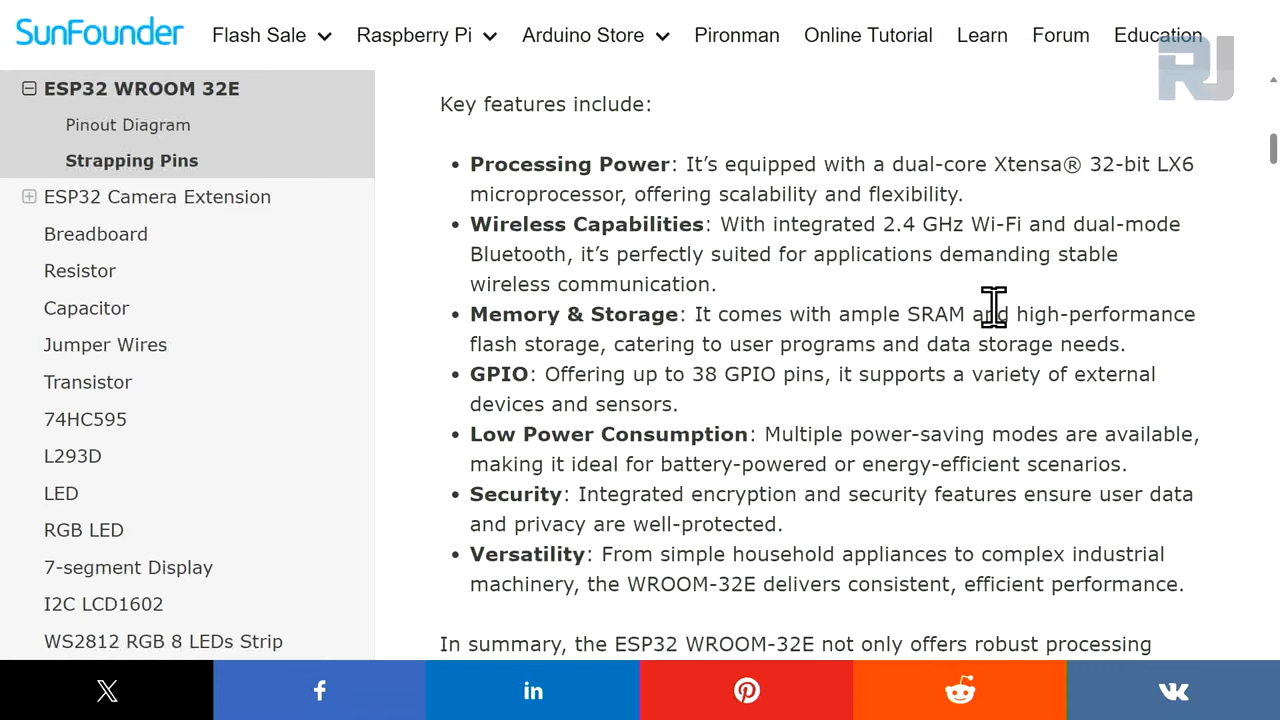 SunFounder
Flash Sale
Raspberry Pi
Arduino Store
Pironman
Online Tutorial
Learn
Forum
Education
RJ
ESP32 WROOM 32E
Pinout Diagram
Strapping Pins
ESP32 Camera Extension
Breadboard
Resistor
Capacitor
Jumper Wires
Transistor
74HC595
L293D
LED
RGB LED
7-segment Display
I2C LCD1602
WS2812 RGB 8 LEDs Strip
Key features include:
• Processing Power: It’s equipped with a dual-core Xtensa® 32-bit LX6
microprocessor, offering scalability and flexibility.
• Wireless Capabilities: With integrated 2.4 GHz Wi-Fi and dual-mode
Bluetooth, it’s perfectly suited for applications demanding stable
wireless communication.
• Memory & Storage: It comes with ample SRAM and high-performance
flash storage, catering to user programs and data storage needs.
• GPIO: Offering up to 38 GPIO pins, it supports a variety of external
devices and sensors.
• Low Power Consumption: Multiple power-saving modes are available,
making it ideal for battery-powered or energy-efficient scenarios.
• Security: Integrated encryption and security features ensure user data
and privacy are well-protected.
• Versatility: From simple household appliances to complex industrial
machinery, the WROOM-32E delivers consistent, efficient performance.
In summary, the ESP32 WROOM-32E not only offers robust processing